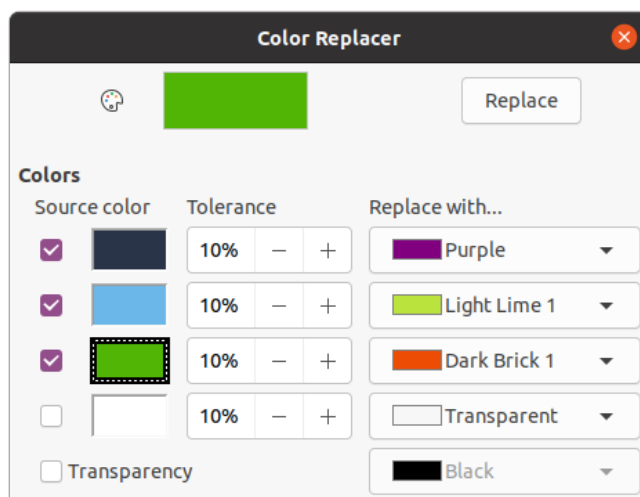 Color Replacer
Replace
Colors
Source color Tolerance Replace with...
10% − + Purple
10% − + Light Lime 1
10% − + Dark Brick 1
10% − + Transparent
Transparency Black